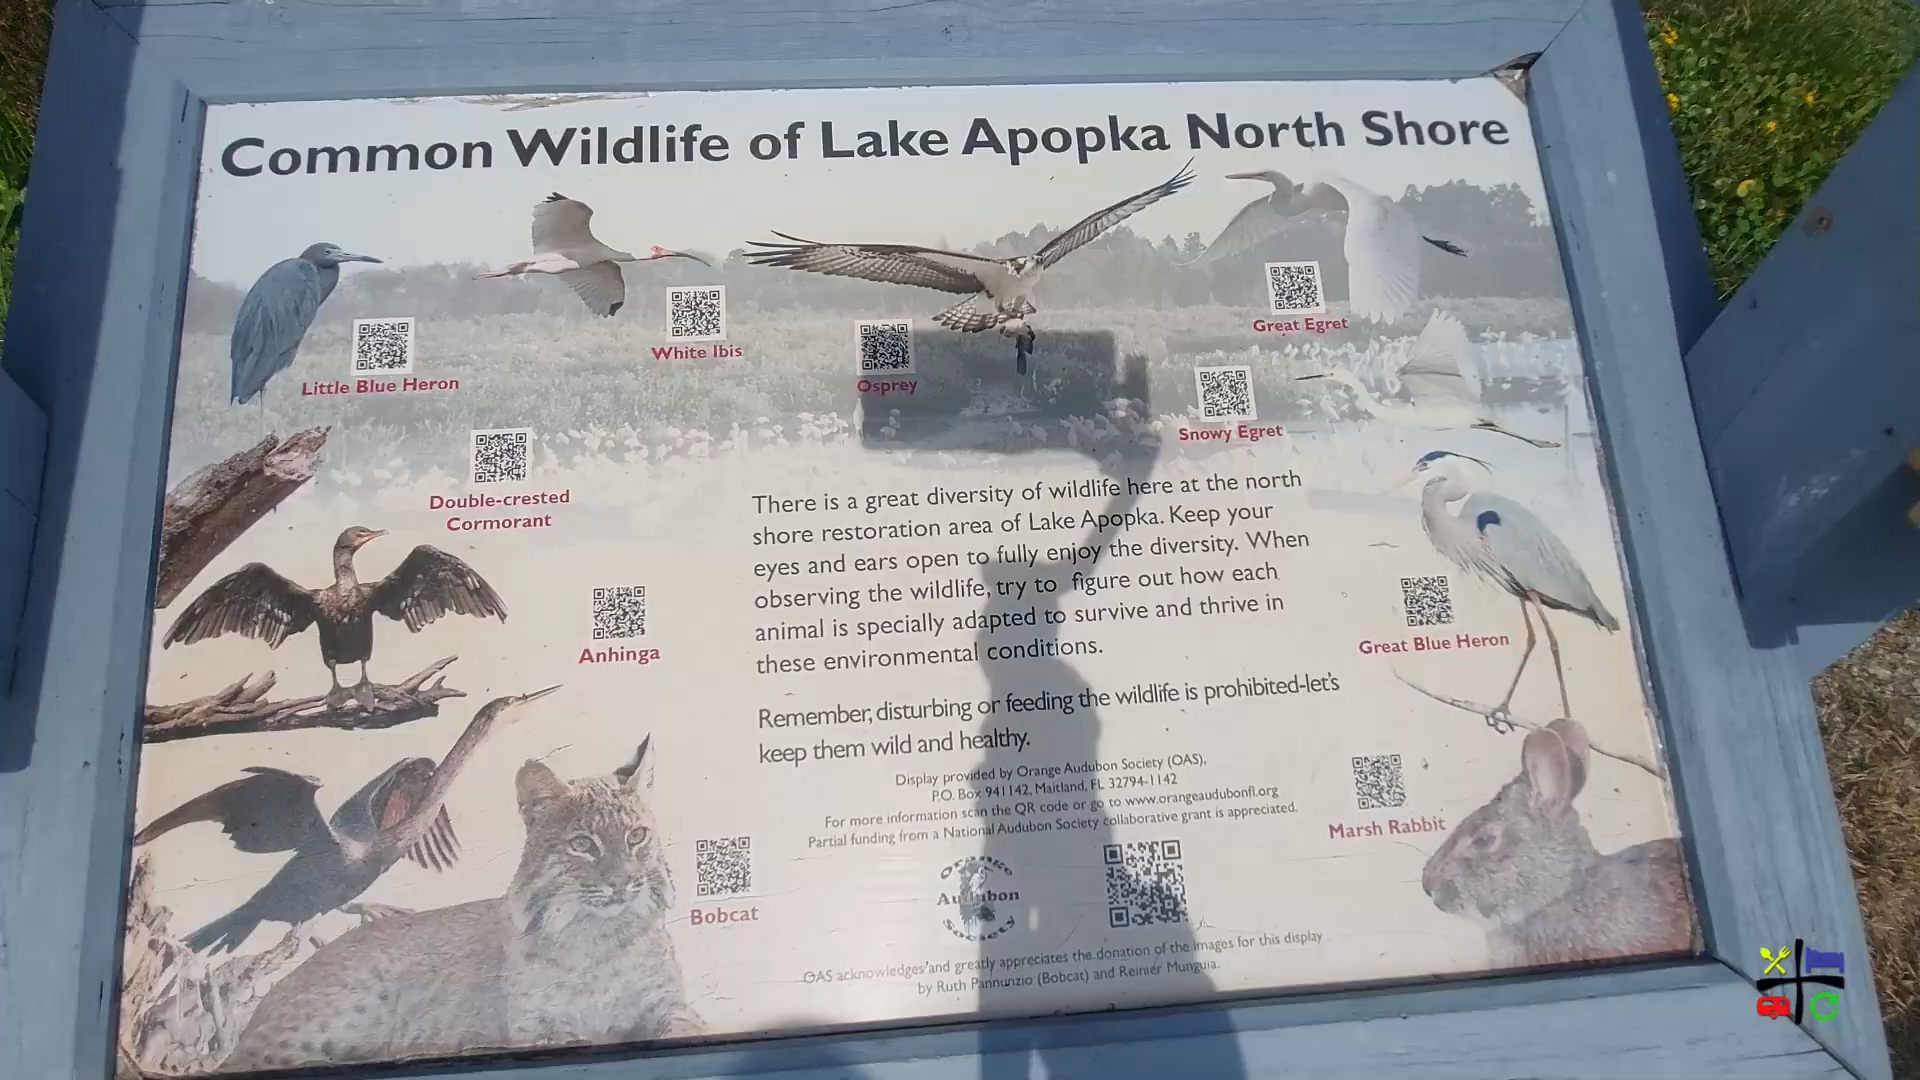 Common Wildlife of Lake Apopka North Shore
Little Blue Heron
White Ibis
Osprey
Great Egret
Snowy Egret
Double-crested
Cormorant
There is a great diversity of wildlife here at the north
shore restoration area of Lake Apopka. Keep your
eyes and ears open to fully enjoy the diversity. When
observing the wildlife, try to figure out how each
animal is specially adapted to survive and thrive in
these environmental conditions.
Anhinga
Great Blue Heron
Remember, disturbing or feeding the wildlife is prohibited-let's
keep them wild and healthy.
Display provided by Orange Audubon Society (OAS),
P.O. Box 941142, Maitland, FL 32794-1142
For more information scan the QR code or go to www.orangeaudubonfl.org
Partial funding from a National Audubon Society collaborative grant is appreciated.
Marsh Rabbit
Bobcat
Orange
Audubon
Society
OAS acknowledges and greatly appreciates the donation of the images for this display
by Ruth Pannunzio (Bobcat) and Reinier Munguia.